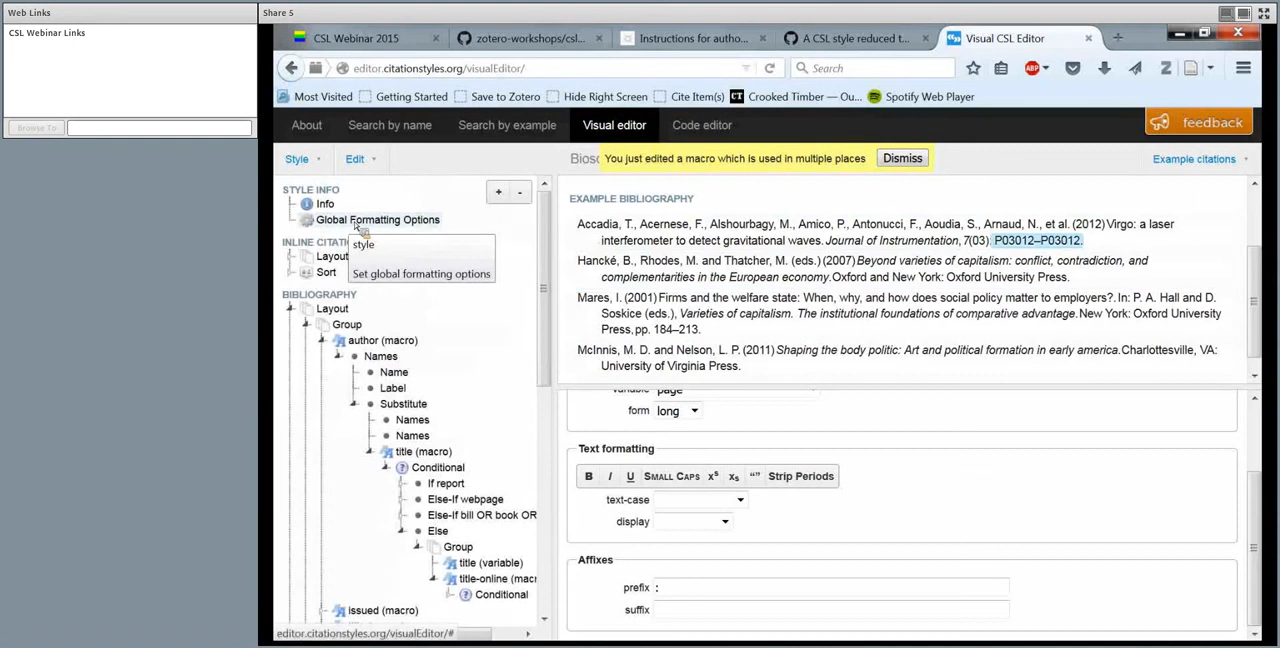 Web Links
CSL Webinar Links
Browse To
Share 5
CSL Webinar 2015
zotero-workshops/csl...
Instructions for autho...
A CSL style reduced t...
Visual CSL Editor
editor.citationstyles.org/visualEditor/
Search
ABP
Z
Most Visited
Getting Started
Save to Zotero
Hide Right Screen
Cite Item(s)
CT Crooked Timber — Ou...
Spotify Web Player
About
Search by name
Search by example
Visual editor
Code editor
feedback
Style
Edit
Biosc
You just edited a macro which is used in multiple places
Dismiss
Example citations
STYLE INFO
+ -
Info
Global Formatting Options
style
Set global formatting options
INLINE CITATI
Layout
Sort
BIBLIOGRAPHY
Layout
Group
author (macro)
Names
Name
Label
Substitute
Names
Names
title (macro)
Conditional
If report
Else-If webpage
Else-If bill OR book OR
Else
Group
title (variable)
title-online (macr
Conditional
issued (macro)
editor.citationstyles.org/visualEditor/#
EXAMPLE BIBLIOGRAPHY
Accadia, T., Acernese, F., Alshourbagy, M., Amico, P., Antonucci, F., Aoudia, S., Arnaud, N., et al. (2012) Virgo: a laser
interferometer to detect gravitational waves. Journal of Instrumentation, 7(03): P03012–P03012.
Hancké, B., Rhodes, M. and Thatcher, M. (eds.) (2007) Beyond varieties of capitalism: conflict, contradiction, and
complementarities in the European economy.Oxford and New York: Oxford University Press.
Mares, I. (2001) Firms and the welfare state: When, why, and how does social policy matter to employers?. In: P. A. Hall and D.
Soskice (eds.), Varieties of capitalism. The institutional foundations of comparative advantage.New York: Oxford University
Press, pp. 184–213.
McInnis, M. D. and Nelson, L. P. (2011) Shaping the body politic: Art and political formation in early america.Charlottesville, VA:
University of Virginia Press.
variable page
form long
Text formatting
B I U SMALL CAPS x^s x_s “” Strip Periods
text-case
display
Affixes
prefix :
suffix